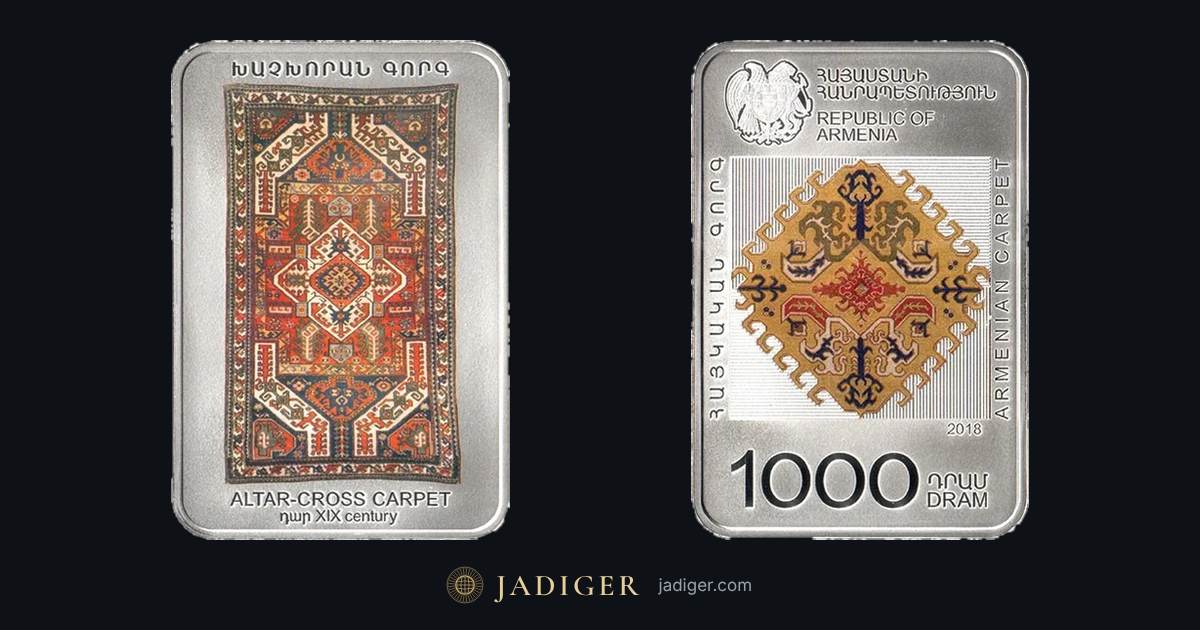 ԽԱՉԽՈՐԱՆ ԳՈՐԳ
ALTAR-CROSS CARPET
դար XIX century
ՀԱՅԱՍՏԱՆԻ
ՀԱՆՐԱՊԵՏՈՒԹՅՈՒՆ
REPUBLIC OF
ARMENIA
ՀԱՅԿԱԿԱՆ ԳՈՐԳ
ARMENIAN CARPET
2018
1000 ԴՐԱՄ
DRAM
JADIGER jadiger.com